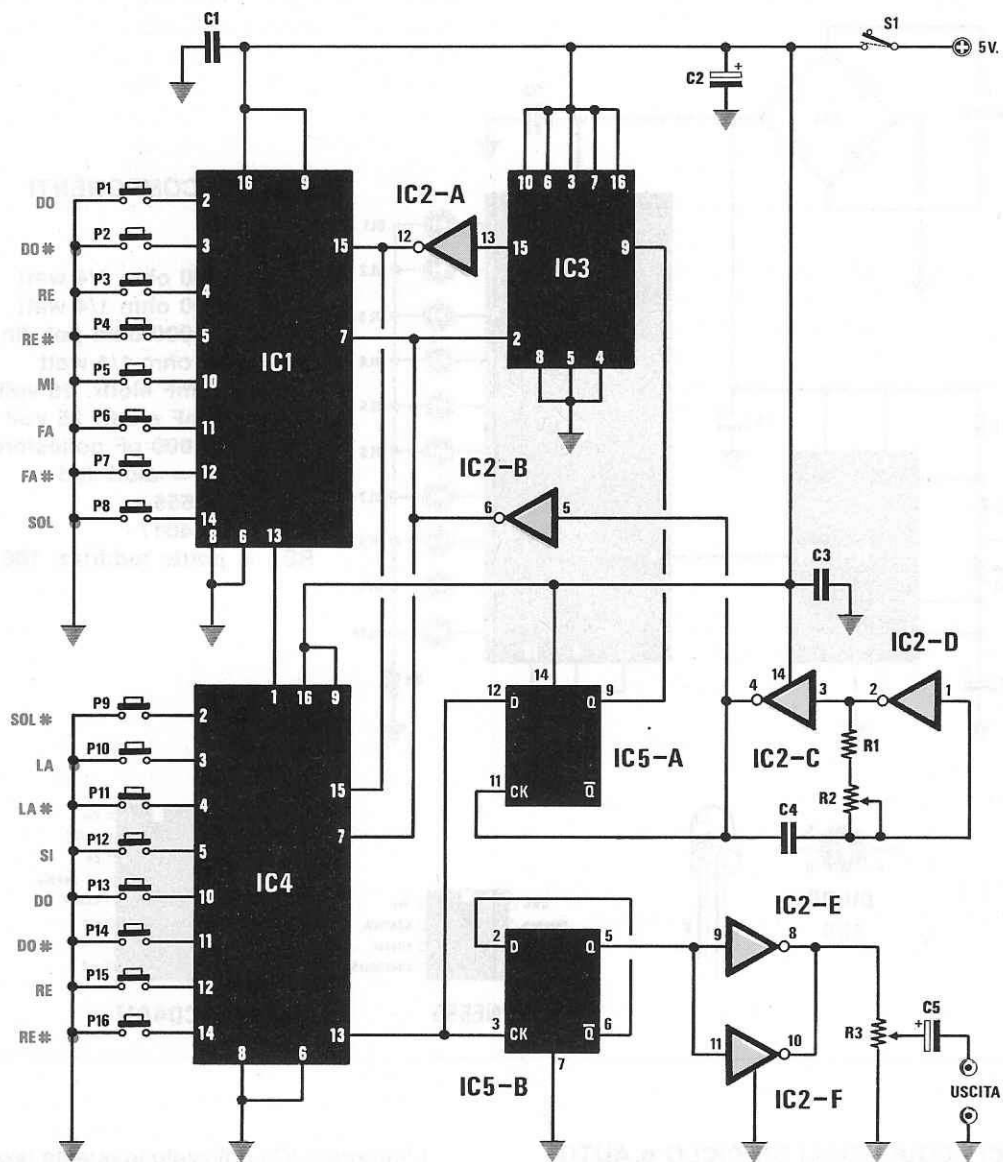 C1
S1
5V.
C2
+
16 9
10 6 3 7 16
DO P1 2
DO# P2 3
RE P3 4
RE# P4 5
MI P5 10
FA P6 11
FA# P7 12
SOL P8 14
IC1
15
7
8 6 13
IC2-A
12 13
15 IC3 9
2
8 5 4
IC2-B
6 5
C3
IC2-D
14
4 3 2 1
IC2-C
R1
R2
C4
1 16 9
SOL# P9 2
LA P10 3
LA# P11 4
SI P12 5
DO P13 10
DO# P14 11
RE P15 12
RE# P16 14
IC4
15
7
13
8 6
14
12 D Q 9
11 CK Q̅
IC5-A
2 D Q 5
3 CK Q̅ 6
7
IC5-B
IC2-E
9 8
11 10
IC2-F
R3
+ C5
USCITA